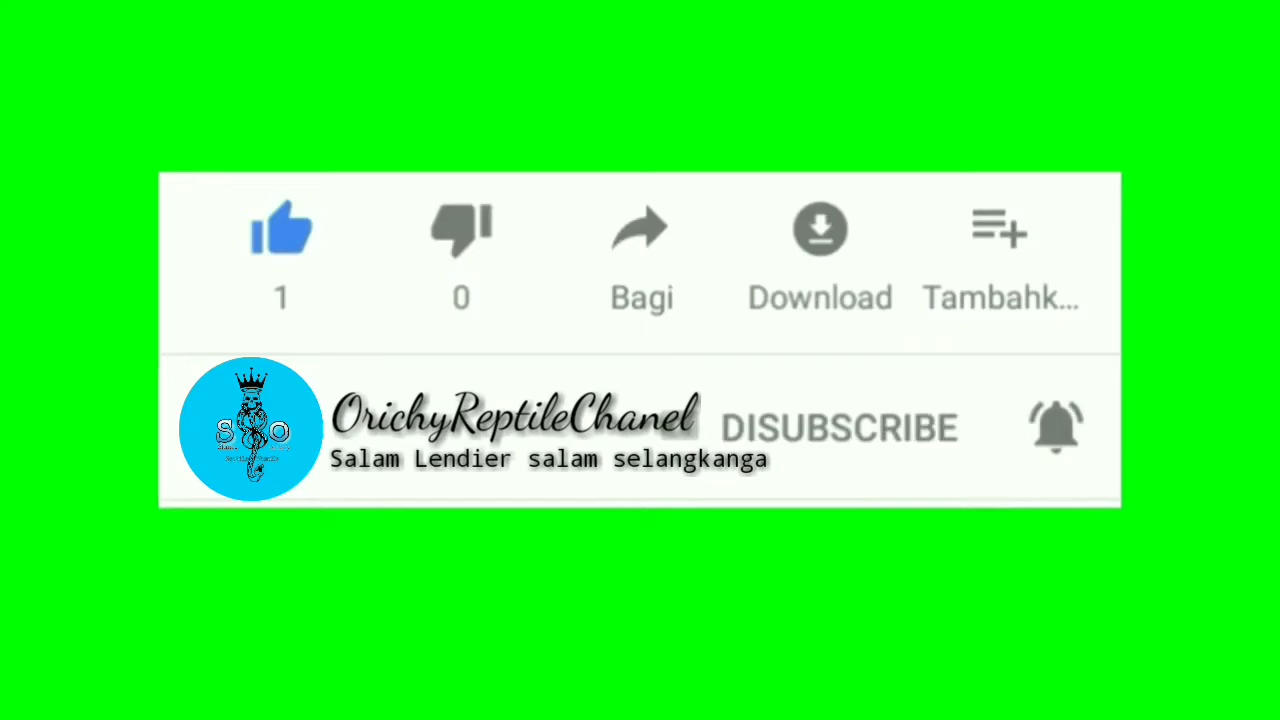 1
0
Bagi
Download
Tambahk...
S O
OrichyReptileChanel
DISUBSCRIBE
Salam Lendier salam selangkanga